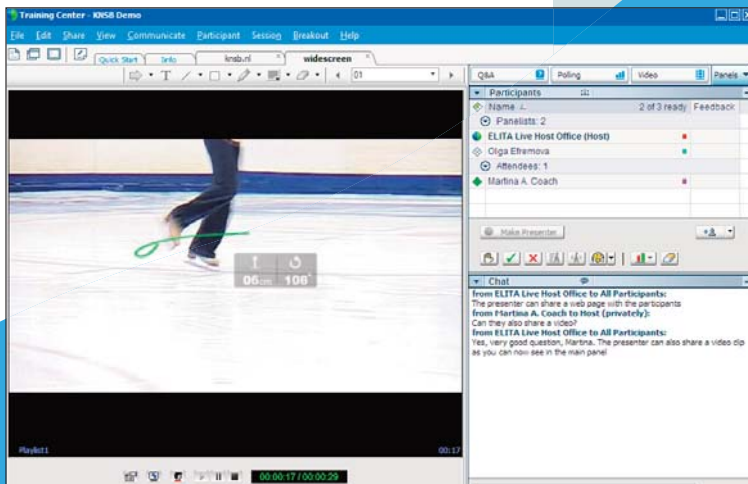 Training Center - KNSB Demo
File Edit Share View Communicate Participant Session Breakout Help
Quick Start Info knsb.nl widescreen
T 01
Q&A Polling Video Panels
Participants
Name 2 of 3 ready Feedback
Panelists: 2
ELITA Live Host Office (Host)
Olga Efremova
Attendees: 1
Martina A. Coach
Make Presenter
06cm 108°
Chat
from ELITA Live Host Office to All Participants:
The presenter can share a web page with the participants
from Martina A. Coach to Host (privately):
Can they also share a video?
from ELITA Live Host Office to All Participants:
Yes, very good question, Martina. The presenter can also share a video clip
as you can now see in the main panel
Playlist1 00:17
00:00:17 / 00:00:29